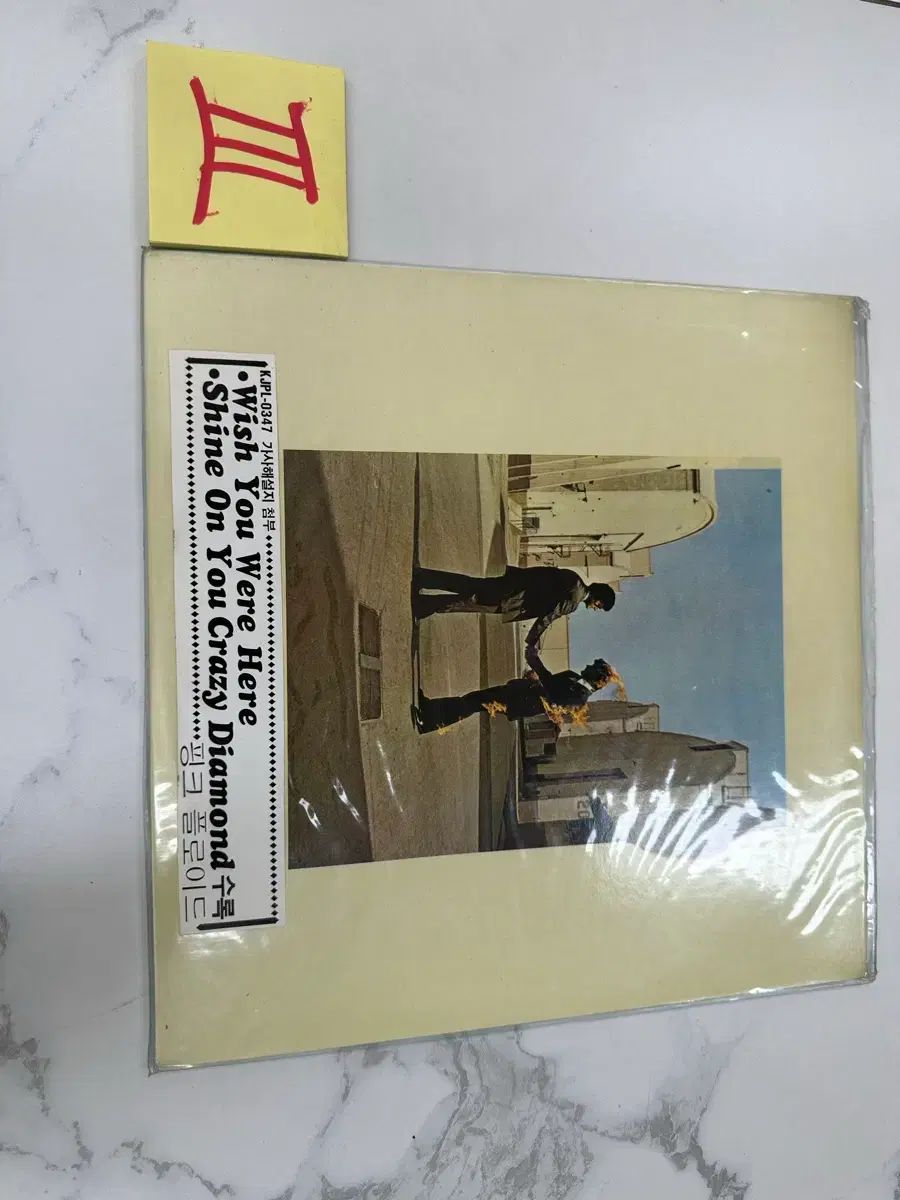 III
KJPL-0347 가사해설지 첨부
•Wish You Were Here
•Shine On You Crazy Diamond 수록
핑크 플로이드